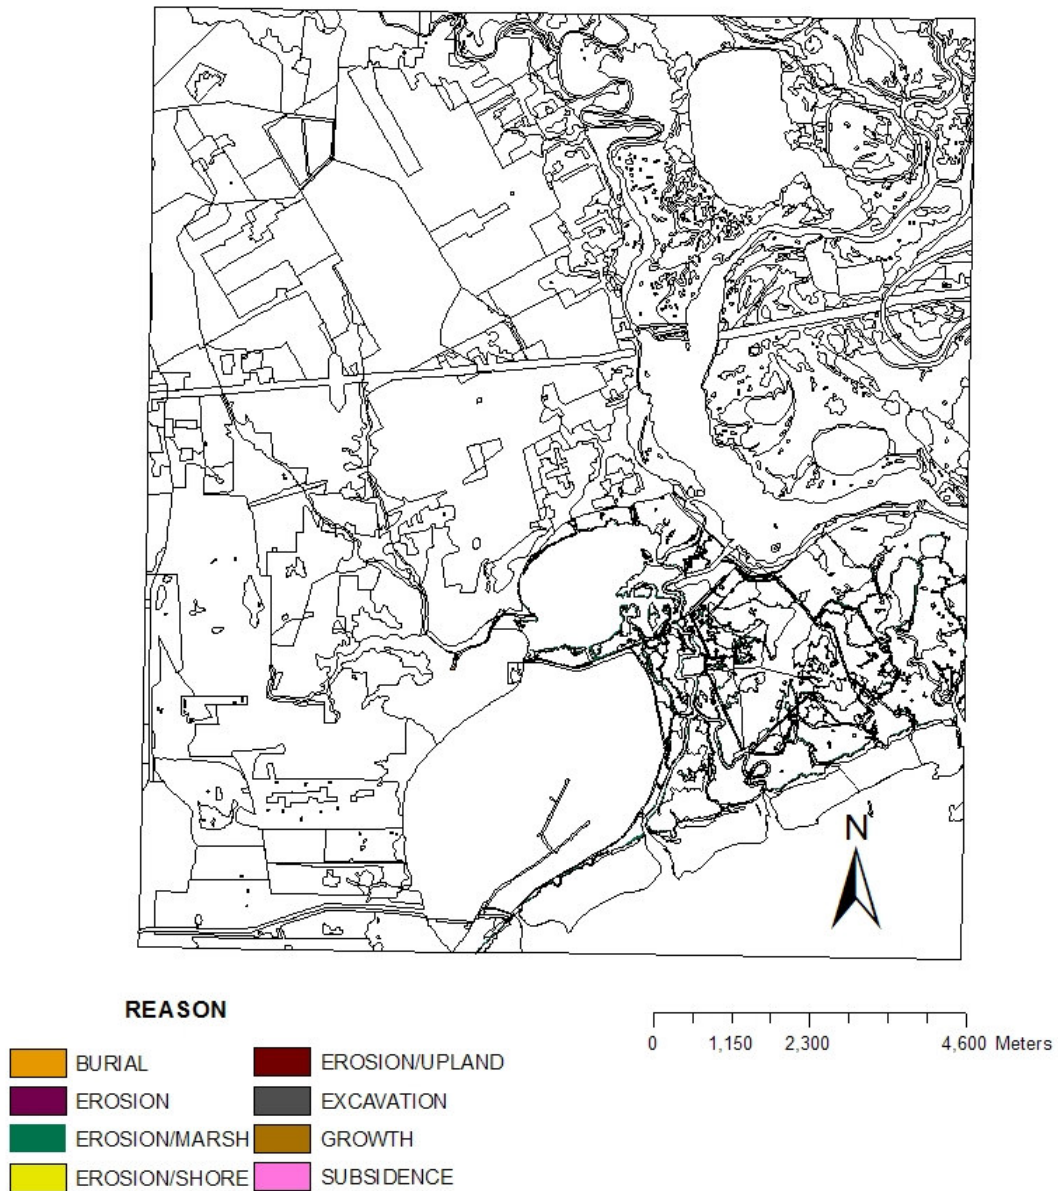 N
REASON
0 1,150 2,300 4,600 Meters
BURIAL EROSION/UPLAND
EROSION EXCAVATION
EROSION/MARSH GROWTH
EROSION/SHORE SUBSIDENCE